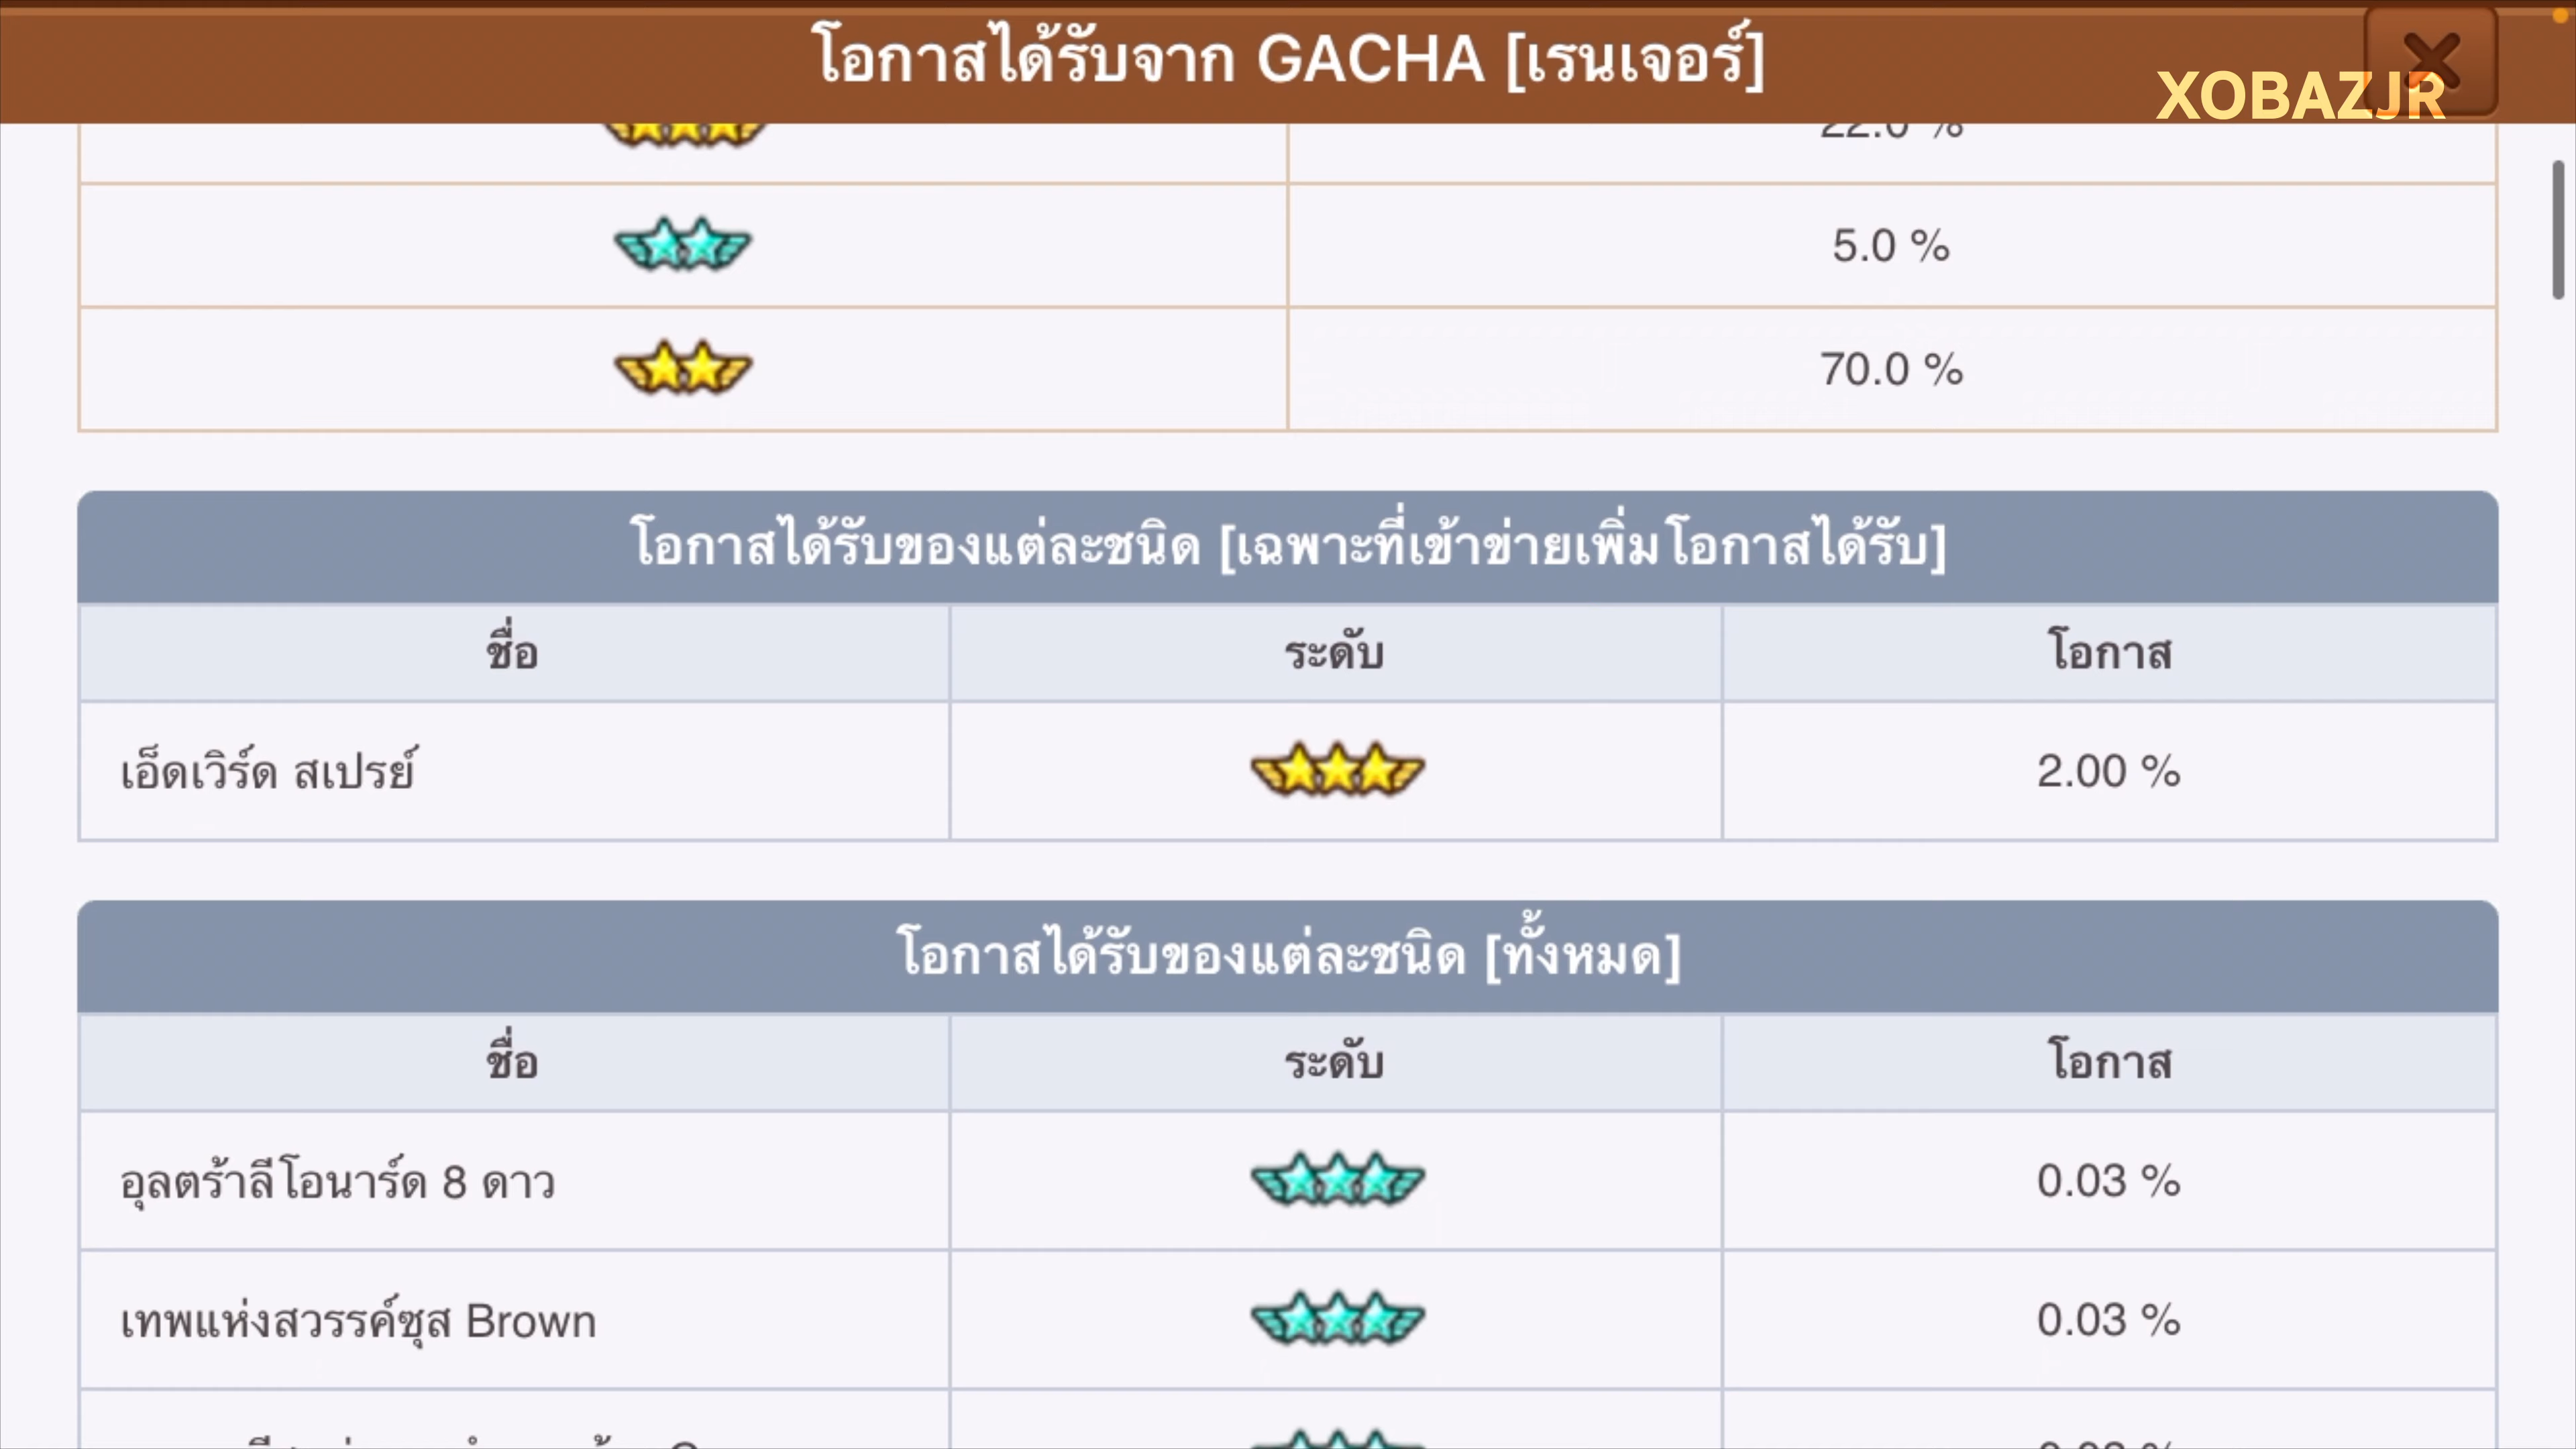 โอกาสได้รับจาก GACHA [เรนเจอร์]
XOBAZJR
22.0 %
5.0 %
70.0 %
โอกาสได้รับของแต่ละชนิด [เฉพาะที่เข้าข่ายเพิ่มโอกาสได้รับ]
ชื่อ ระดับ โอกาส
เอ็ดเวิร์ด สเปรย์ 2.00 %
โอกาสได้รับของแต่ละชนิด [ทั้งหมด]
ชื่อ ระดับ โอกาส
อุลตร้าลีโอนาร์ด 8 ดาว 0.03 %
เทพแห่งสวรรค์ซุส Brown 0.03 %